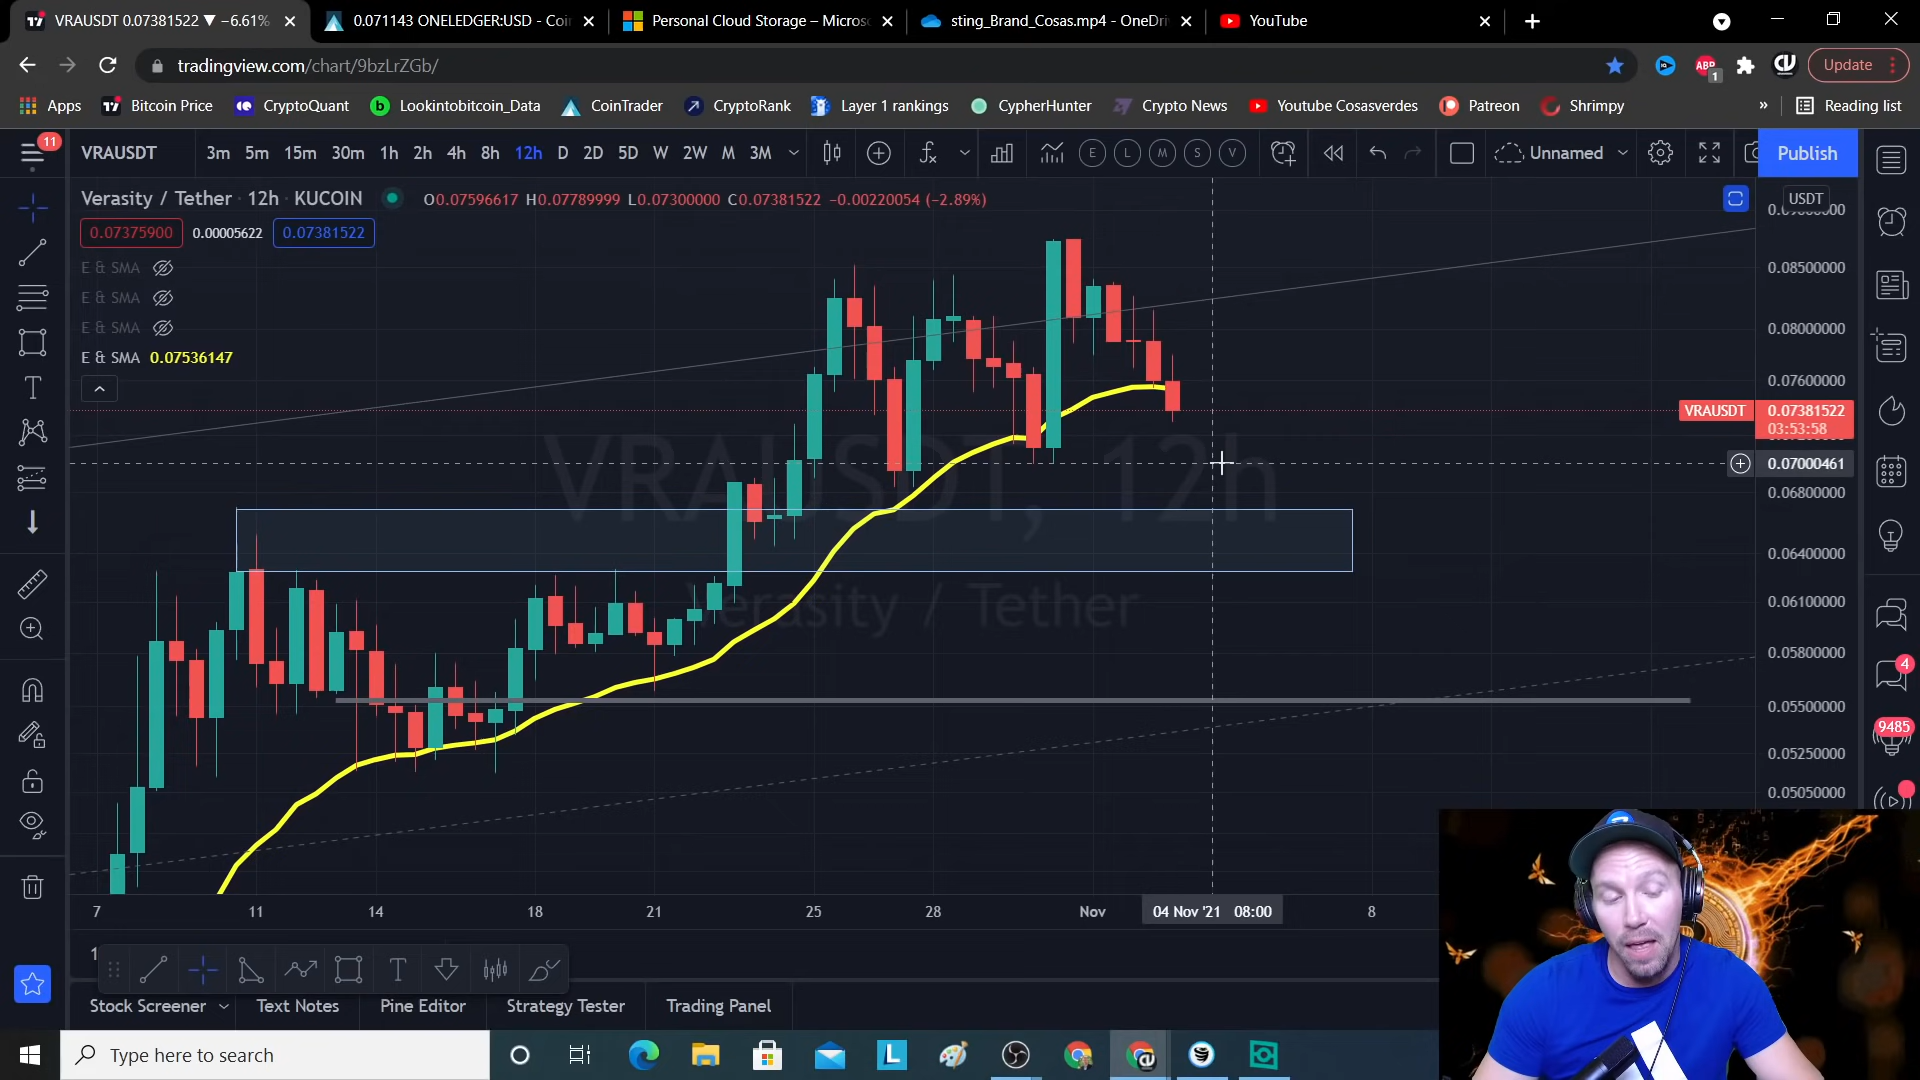 VRAUSDT 0.07381522 ▼ −6.61%
0.071143 ONELEDGER:USD - Coi
Personal Cloud Storage – Microso
sting_Brand_Cosas.mp4 - OneDri
YouTube
tradingview.com/chart/9bzLrZGb/
ABP
1
Update
Apps
Bitcoin Price
CryptoQuant
Lookintobitcoin_Data
CoinTrader
CryptoRank
Layer 1 rankings
CypherHunter
Crypto News
Youtube Cosasverdes
Patreon
Shrimpy
»
Reading list
11
VRAUSDT
3m 5m 15m 30m 1h 2h 4h 8h 12h D 2D 5D W 2W M 3M
E L M S V
Unnamed
Publish
Verasity / Tether · 12h · KUCOIN
O0.07596617 H0.07789999 L0.07300000 C0.07381522 −0.00220054 (−2.89%)
USDT
0.07375900
0.00005622
0.07381522
E & SMA
E & SMA
E & SMA
E & SMA 0.07536147
VRAUSDT, 12h
Verasity / Tether
0.08500000
0.08000000
0.07600000
VRAUSDT
0.07381522
03:53:58
0.07000461
0.06800000
0.06400000
0.06100000
0.05800000
0.05500000
0.05250000
0.05050000
4
9485
7
11
14
18
21
25
28
Nov
04 Nov '21 08:00
8
Stock Screener
Text Notes
Pine Editor
Strategy Tester
Trading Panel
Type here to search